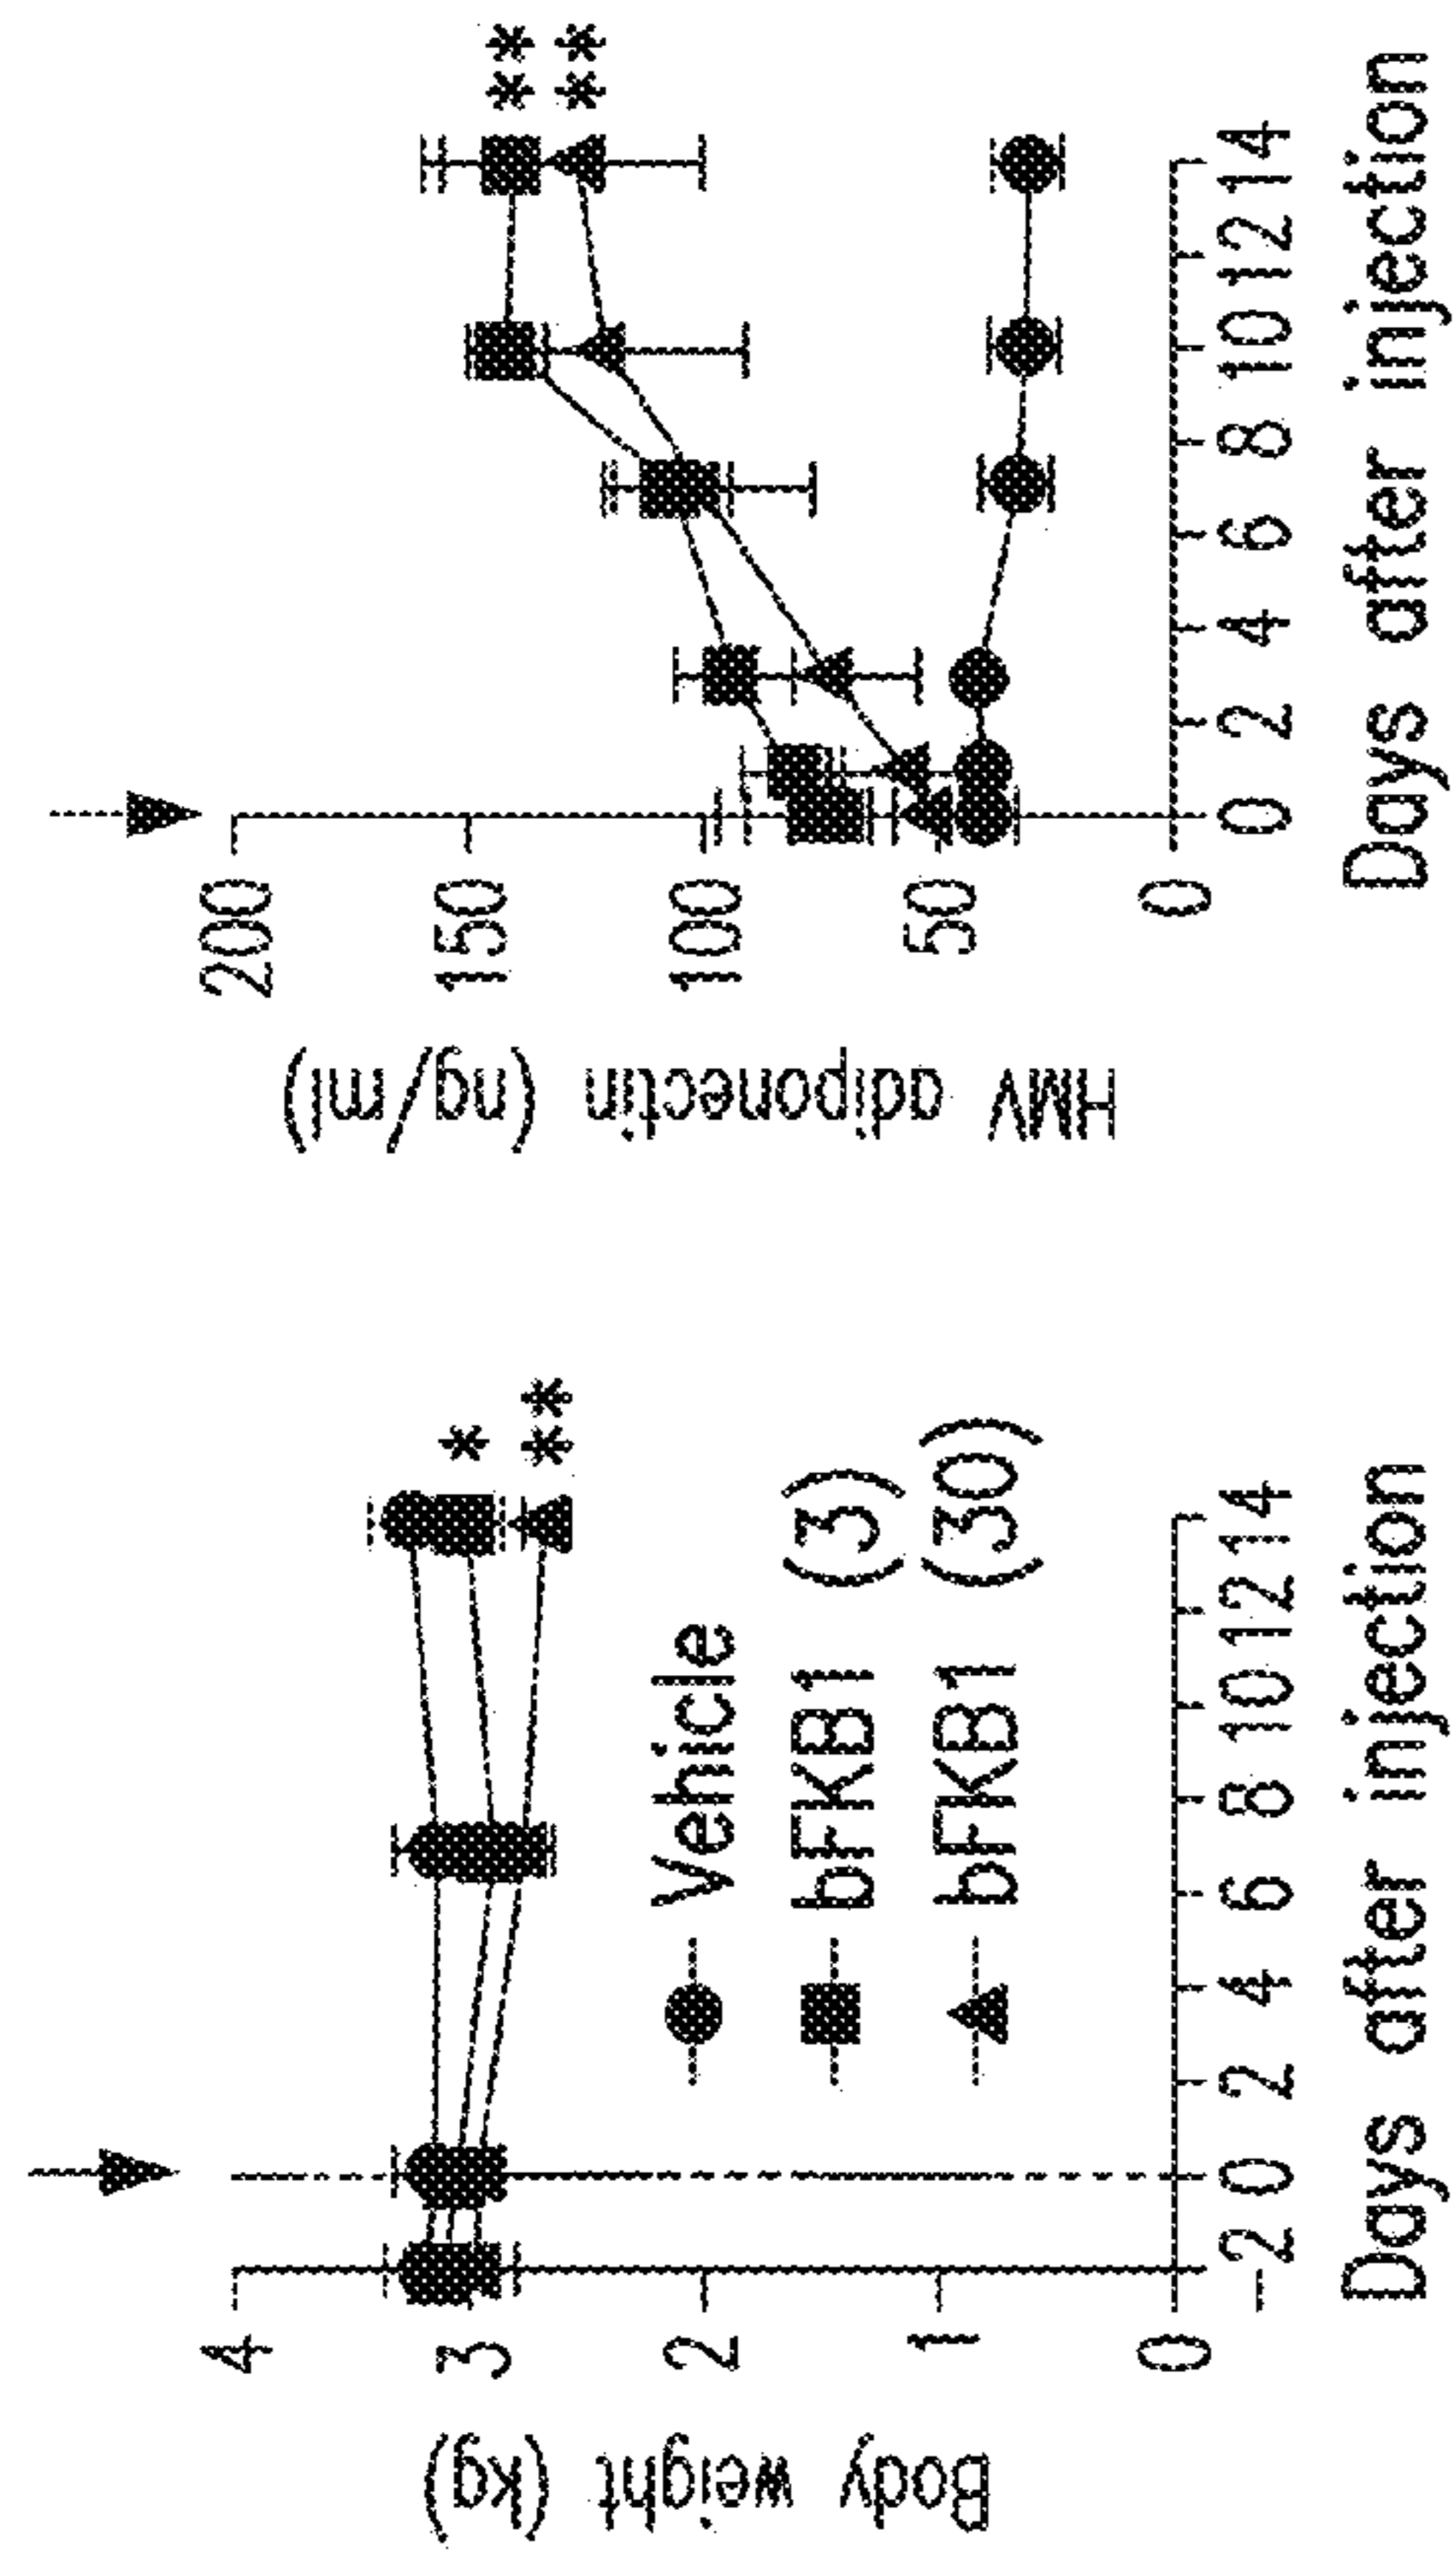 Body weight (kg)
4
3
2
1
0
-2 0 2 4 6 8 10 12 14
Days after injection
Vehicle
bFKB1 (3)
bFKB1 (30)
*
**
HMV adiponectin (ng/ml)
200
150
100
50
0
0 2 4 6 8 10 12 14
Days after injection
**
**